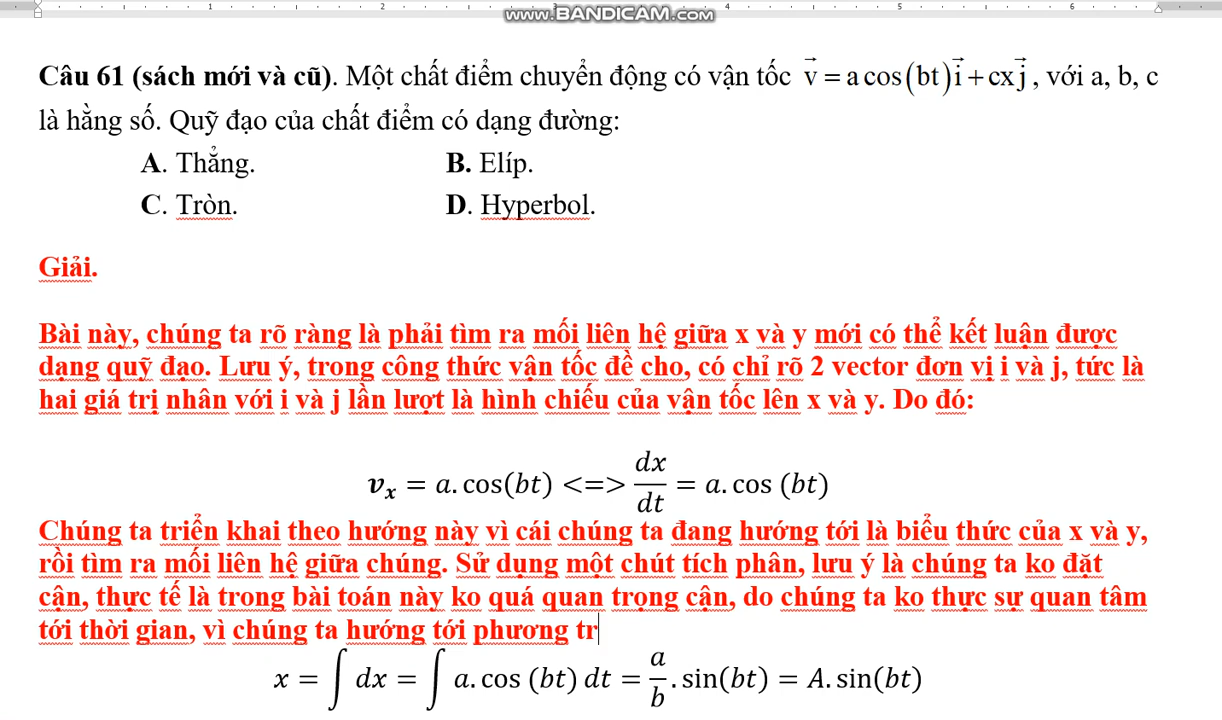 www.BANDICAM.com
Câu 61 (sách mới và cũ). Một chất điểm chuyển động có vận tốc v⃗ = a cos(bt)i⃗ + cxj⃗, với a, b, c
là hằng số. Quỹ đạo của chất điểm có dạng đường:
A. Thẳng. B. Elíp.
C. Tròn. D. Hyperbol.
Giải.
Bài này, chúng ta rõ ràng là phải tìm ra mối liên hệ giữa x và y mới có thể kết luận được
dạng quỹ đạo. Lưu ý, trong công thức vận tốc đề cho, có chỉ rõ 2 vector đơn vị i và j, tức là
hai giá trị nhân với i và j lần lượt là hình chiếu của vận tốc lên x và y. Do đó:
vₓ = a. cos(bt) <=> dx/dt = a. cos (bt)
Chúng ta triển khai theo hướng này vì cái chúng ta đang hướng tới là biểu thức của x và y,
rồi tìm ra mối liên hệ giữa chúng. Sử dụng một chút tích phân, lưu ý là chúng ta ko đặt
cận, thực tế là trong bài toán này ko quá quan trọng cận, do chúng ta ko thực sự quan tâm
tới thời gian, vì chúng ta hướng tới phương tr
x = ∫ dx = ∫ a. cos (bt) dt = a/b . sin(bt) = A. sin(bt)